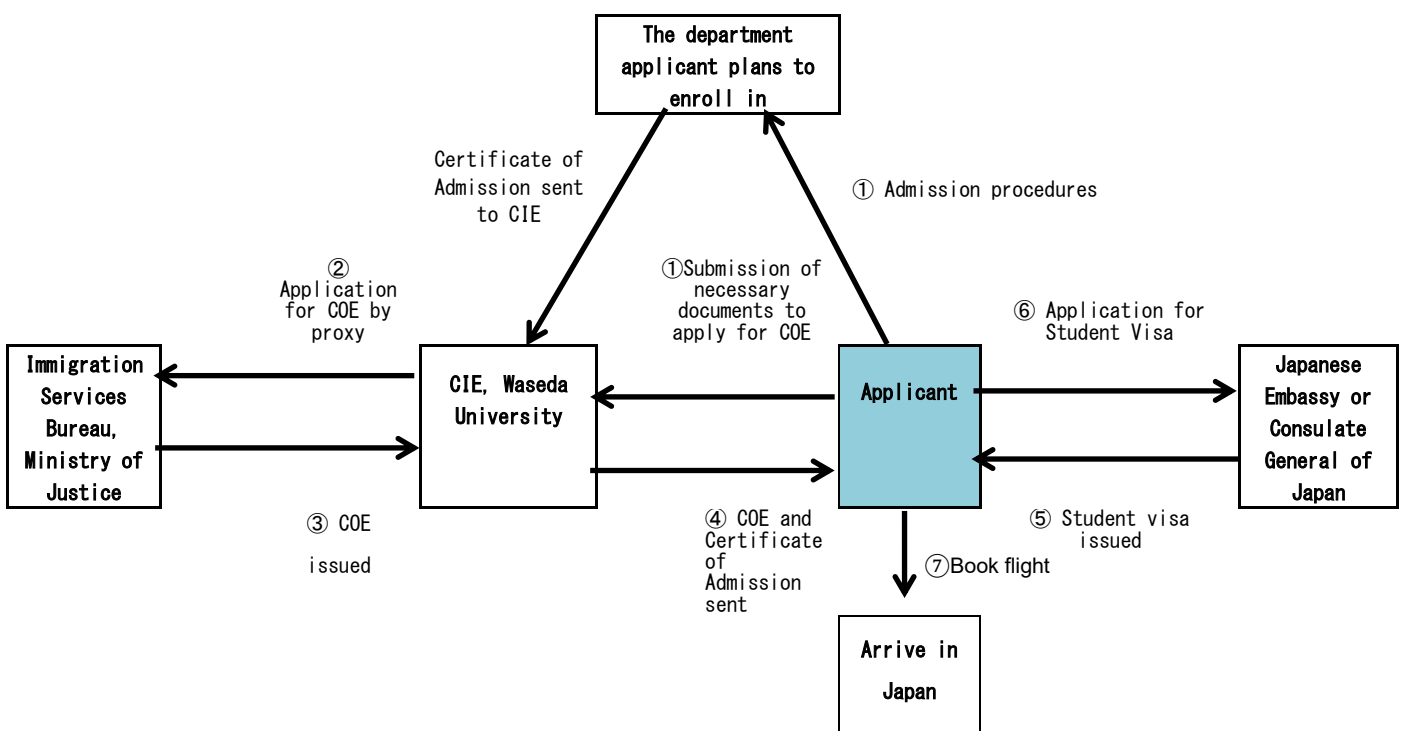 The department
applicant plans to
enroll in
Certificate of
Admission sent
to CIE
① Admission procedures
②
Application
for COE by
proxy
①Submission of
necessary
documents to
apply for COE
⑥ Application for
Student Visa
Immigration
Services
Bureau,
Ministry of
Justice
CIE, Waseda
University
Applicant
Japanese
Embassy or
Consulate
General of
Japan
③ COE
issued
④ COE and
Certificate
of
Admission
sent
⑤ Student visa
issued
⑦Book flight
Arrive in
Japan